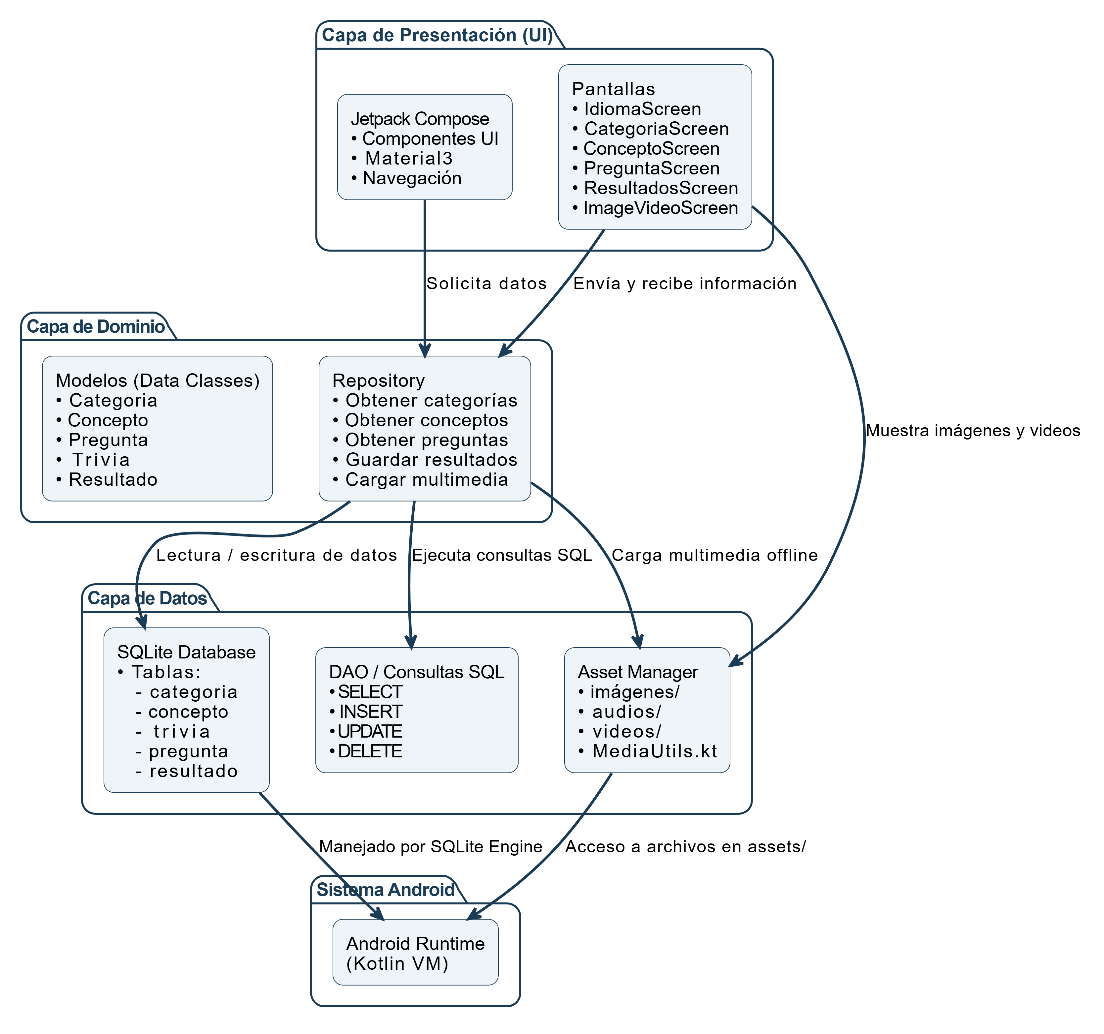 Capa de Presentación (UI)
Jetpack Compose
• Componentes UI
• Material3
• Navegación
Pantallas
• IdiomaScreen
• CategoriaScreen
• ConceptoScreen
• PreguntaScreen
• ResultadosScreen
• ImageVideoScreen
Solicita datos
Envía y recibe información
Muestra imágenes y videos
Capa de Dominio
Modelos (Data Classes)
• Categoria
• Concepto
• Pregunta
• Trivia
• Resultado
Repository
• Obtener categorías
• Obtener conceptos
• Obtener preguntas
• Guardar resultados
• Cargar multimedia
Lectura / escritura de datos
Ejecuta consultas SQL
Carga multimedia offline
Capa de Datos
SQLite Database
• Tablas:
- categoria
- concepto
- trivia
- pregunta
- resultado
DAO / Consultas SQL
• SELECT
• INSERT
• UPDATE
• DELETE
Asset Manager
• imágenes/
• audios/
• videos/
• MediaUtils.kt
Manejado por SQLite Engine
Acceso a archivos en assets/
Sistema Android
Android Runtime
(Kotlin VM)